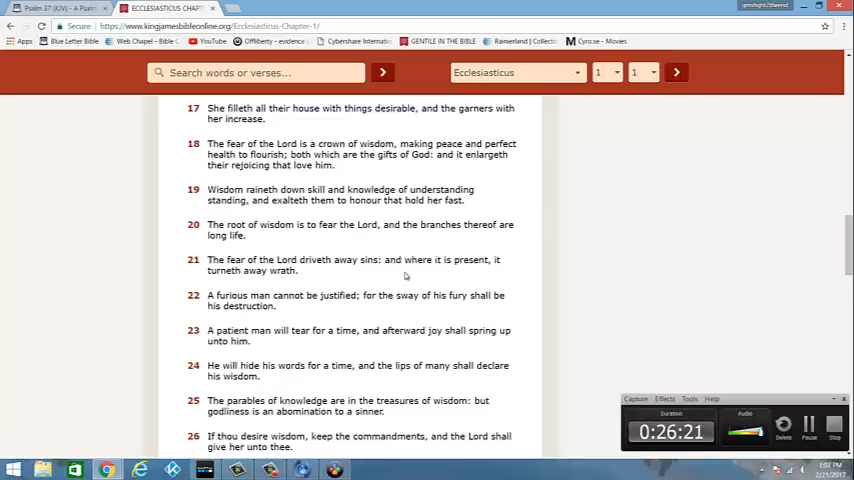 Psalm 37 (KJV) - A Psalm
ECCLESIASTICUS CHAPTER
Secure https://www.kingjamesbibleonline.org/Ecclesiasticus-Chapter-1/
Apps Blue Letter Bible Web Chapel - Bible C YouTube Offliberty - evidence Cybershare Internatio GENTILE IN THE BIBLE Rainierland | Collectio Cyro.se - Movies
Search words or verses... Ecclesiasticus 1 1
17 She filleth all their house with things desirable, and the garners with
her increase.
18 The fear of the Lord is a crown of wisdom, making peace and perfect
health to flourish; both which are the gifts of God: and it enlargeth
their rejoicing that love him.
19 Wisdom raineth down skill and knowledge of understanding
standing, and exalteth them to honour that hold her fast.
20 The root of wisdom is to fear the Lord, and the branches thereof are
long life.
21 The fear of the Lord driveth away sins: and where it is present, it
turneth away wrath.
22 A furious man cannot be justified; for the sway of his fury shall be
his destruction.
23 A patient man will tear for a time, and afterward joy shall spring up
unto him.
24 He will hide his words for a time, and the lips of many shall declare
his wisdom.
25 The parables of knowledge are in the treasures of wisdom: but
godliness is an abomination to a sinner.
26 If thou desire wisdom, keep the commandments, and the Lord shall
give her unto thee.
Capture Effects Tools Help
Duration Audio
0:26:21
Delete Pause Stop
1:07 PM
2/21/2017